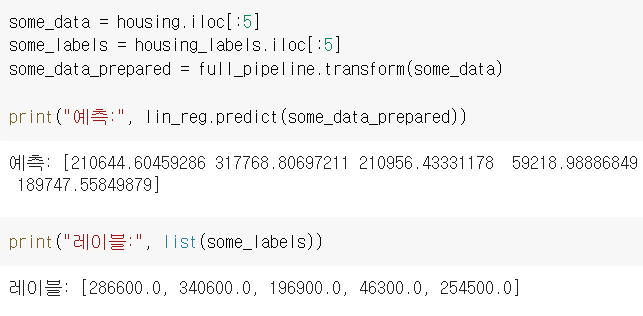 some_data = housing.iloc[:5]
some_labels = housing_labels.iloc[:5]
some_data_prepared = full_pipeline.transform(some_data)
print("예측:", lin_reg.predict(some_data_prepared))
예측: [210644.60459286 317768.80697211 210956.43331178  59218.98886849
 189747.55849879]
print("레이블:", list(some_labels))
레이블: [286600.0, 340600.0, 196900.0, 46300.0, 254500.0]